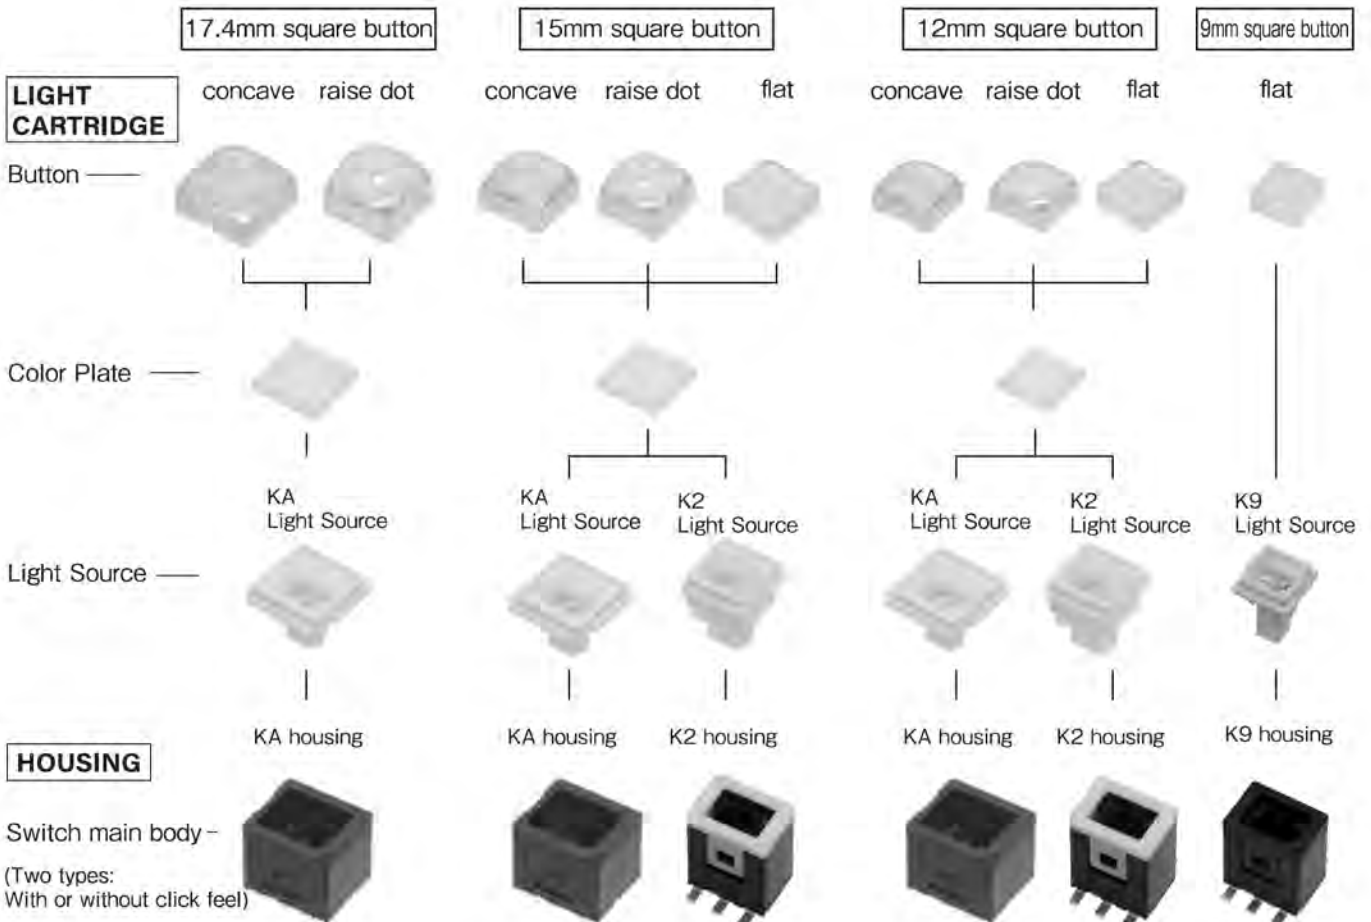 17.4mm square button
15mm square button
12mm square button
9mm square button
LIGHT
CARTRIDGE
concave raise dot
concave raise dot flat
concave raise dot flat
flat
Button
Color Plate
KA
Light Source
KA
Light Source
K2
Light Source
KA
Light Source
K2
Light Source
K9
Light Source
Light Source
KA housing
KA housing
K2 housing
KA housing
K2 housing
K9 housing
HOUSING
Switch main body
(Two types:
With or without click feel)